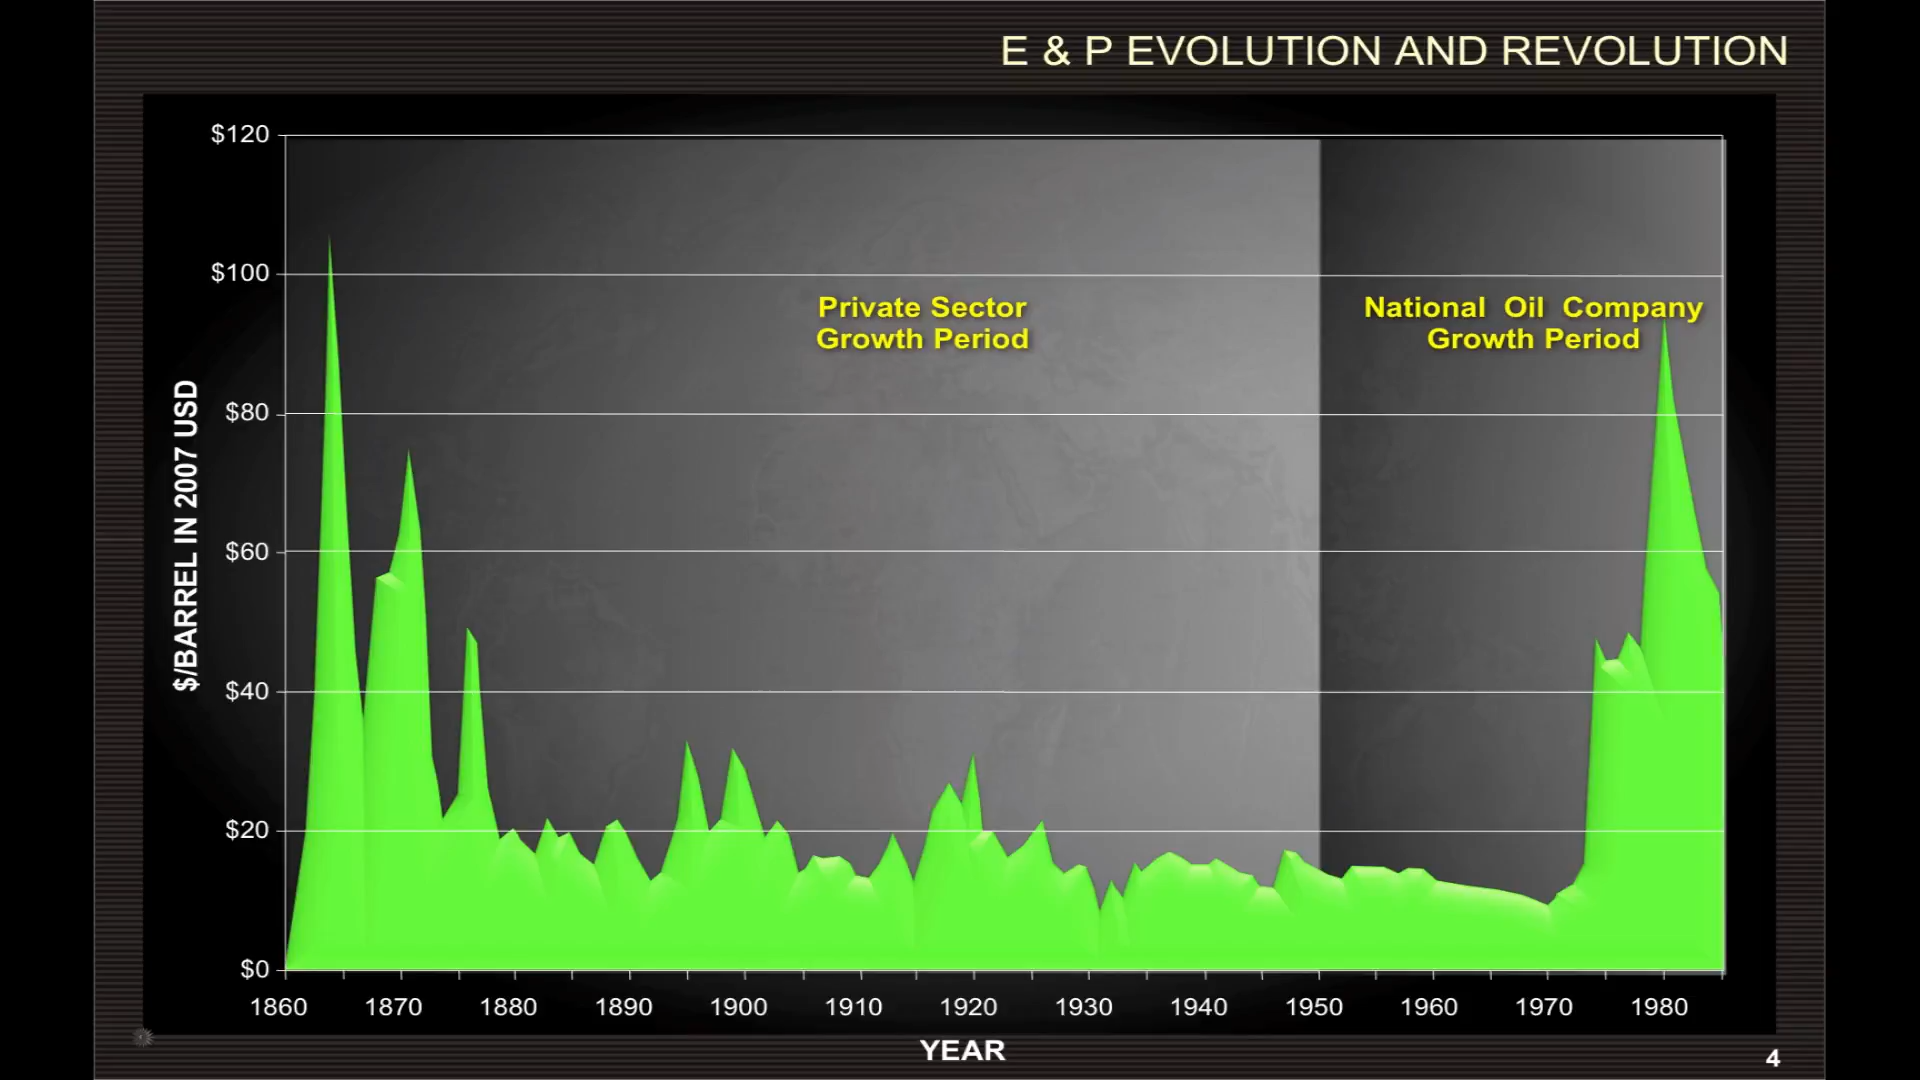 E & P EVOLUTION AND REVOLUTION
$120
$100
$80
$60
$40
$20
$0
$/BARREL IN 2007 USD
Private Sector
Growth Period
National Oil Company
Growth Period
1860 1870 1880 1890 1900 1910 1920 1930 1940 1950 1960 1970 1980
YEAR
4